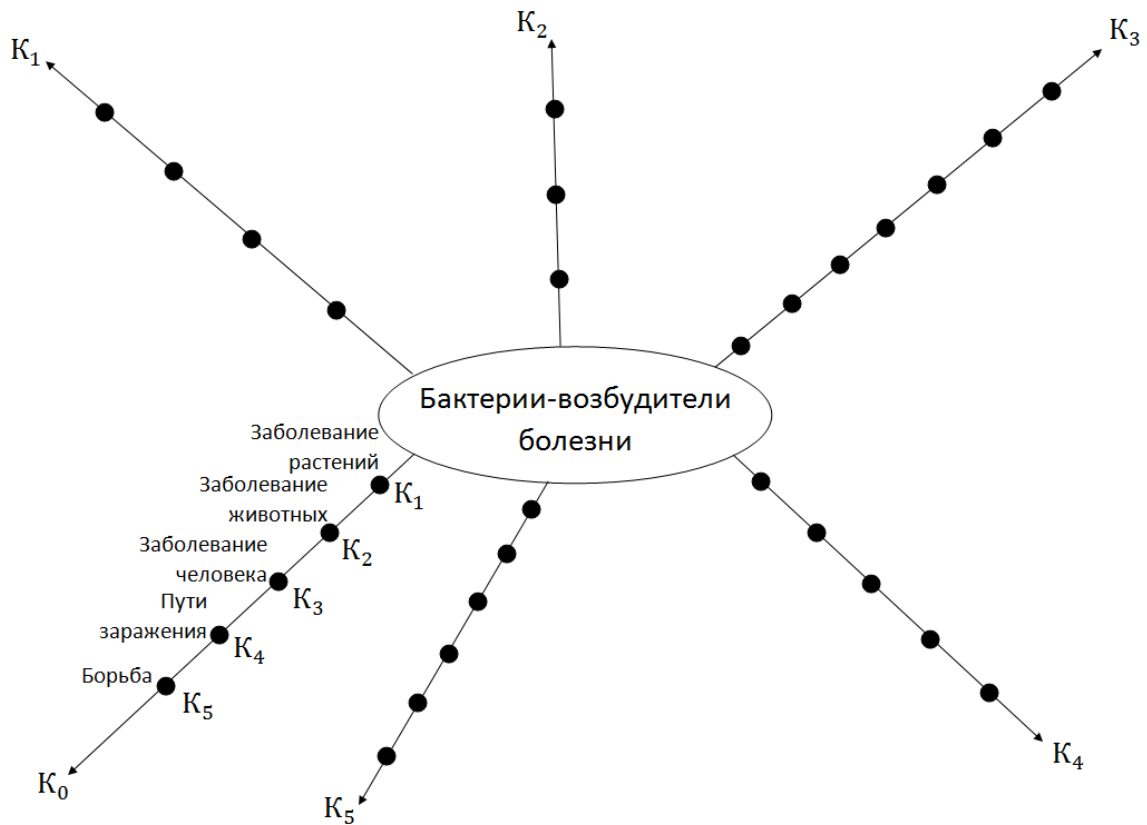 К₂
К₃
К₁
Бактерии-возбудители
болезни
Заболевание
растений
К₁
Заболевание
животных
К₂
Заболевание
человека
К₃
Пути
заражения
К₄
Борьба
К₅
К₀
К₅
К₄